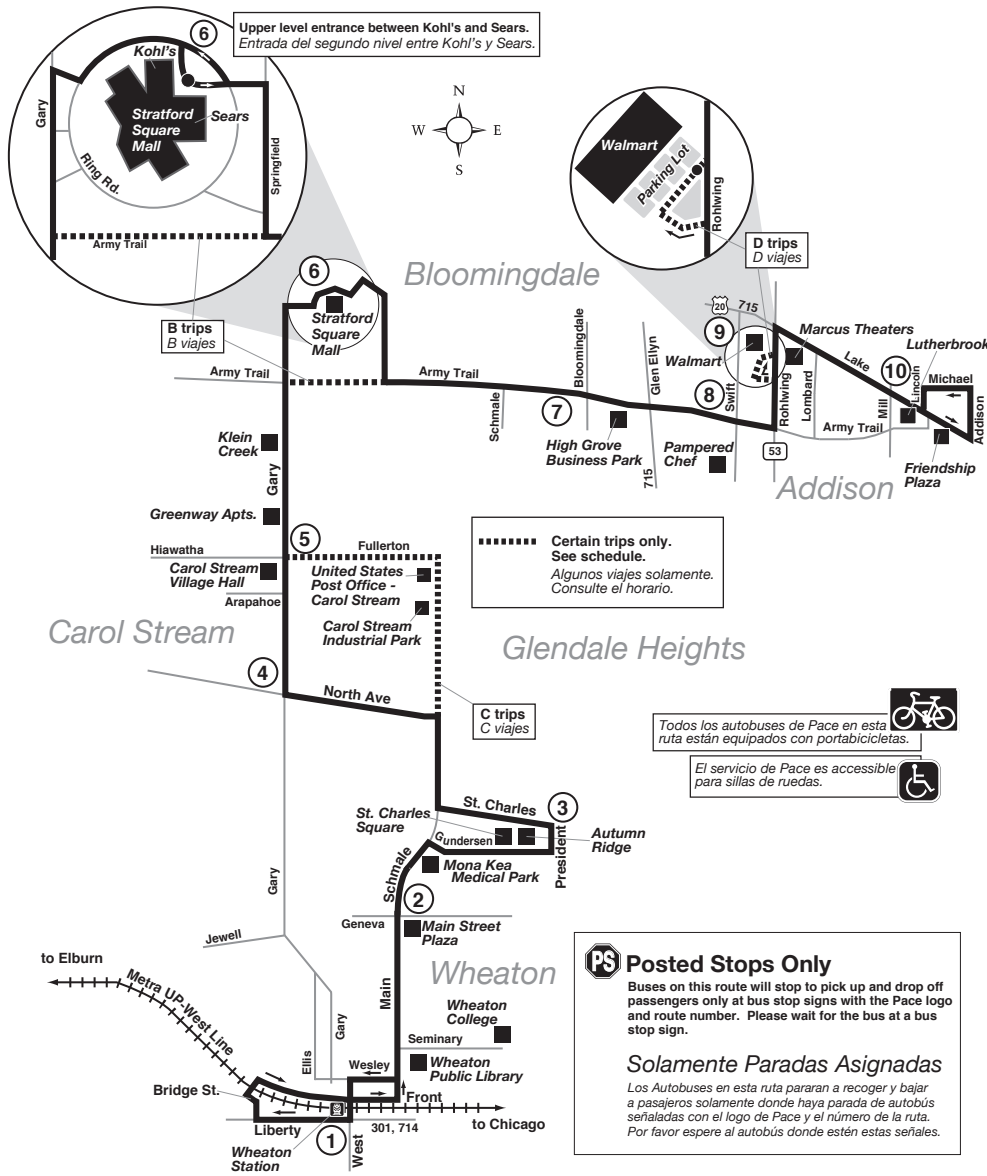 6
Upper level entrance between Kohl's and Sears.
Entrada del segundo nivel entre Kohl's y Sears.
Kohl's
Gary
Stratford
Square
Mall
Sears
Ring Rd.
Springfield
Army Trail
N
W
E
S
Walmart
Parking Lot
Rohlwing
D trips
D viajes
B trips
B viajes
6
Bloomingdale
Stratford
Square
Mall
Army Trail
Army Trail
Schmale
7
Bloomingdale
High Grove
Business Park
Glen Ellyn
715
8
Pampered
Chef
Swift
9
Walmart
20
715
Rohlwing
53
Marcus Theaters
Lombard
Lake
Army Trail
Mill
10
Lutherbrook
Lincoln
Michael
Addison
Friendship
Plaza
Addison
Klein
Creek
Gary
Greenway Apts.
5
Hiawatha
Fullerton
Carol Stream
Village Hall
Arapahoe
United States
Post Office -
Carol Stream
Carol Stream
Industrial Park
Certain trips only.
See schedule.
Algunos viajes solamente.
Consulte el horario.
Carol Stream
Glendale Heights
4
North Ave
C trips
C viajes
Todos los autobuses de Pace en esta
ruta están equipados con portabicicletas.
El servicio de Pace es accessible
para sillas de ruedas.
St. Charles
3
St. Charles
Square
Gundersen
Autumn
Ridge
President
Schmale
Mona Kea
Medical Park
2
Gary
Geneva
Main Street
Plaza
Jewell
Wheaton
Main
to Elburn
Metra UP-West Line
Wheaton
College
Gary
Ellis
Seminary
Wesley
Wheaton
Public Library
Bridge St.
Front
to Chicago
Liberty
1
301, 714
Wheaton
Station
West
PS
Posted Stops Only
Buses on this route will stop to pick up and drop off
passengers only at bus stop signs with the Pace logo
and route number. Please wait for the bus at a bus
stop sign.
Solamente Paradas Asignadas
Los Autobuses en esta ruta pararan a recoger y bajar
a pasajeros solamente donde haya parada de autobús
señaladas con el logo de Pace y el número de la ruta.
Por favor espere al autobús donde estén estas señales.